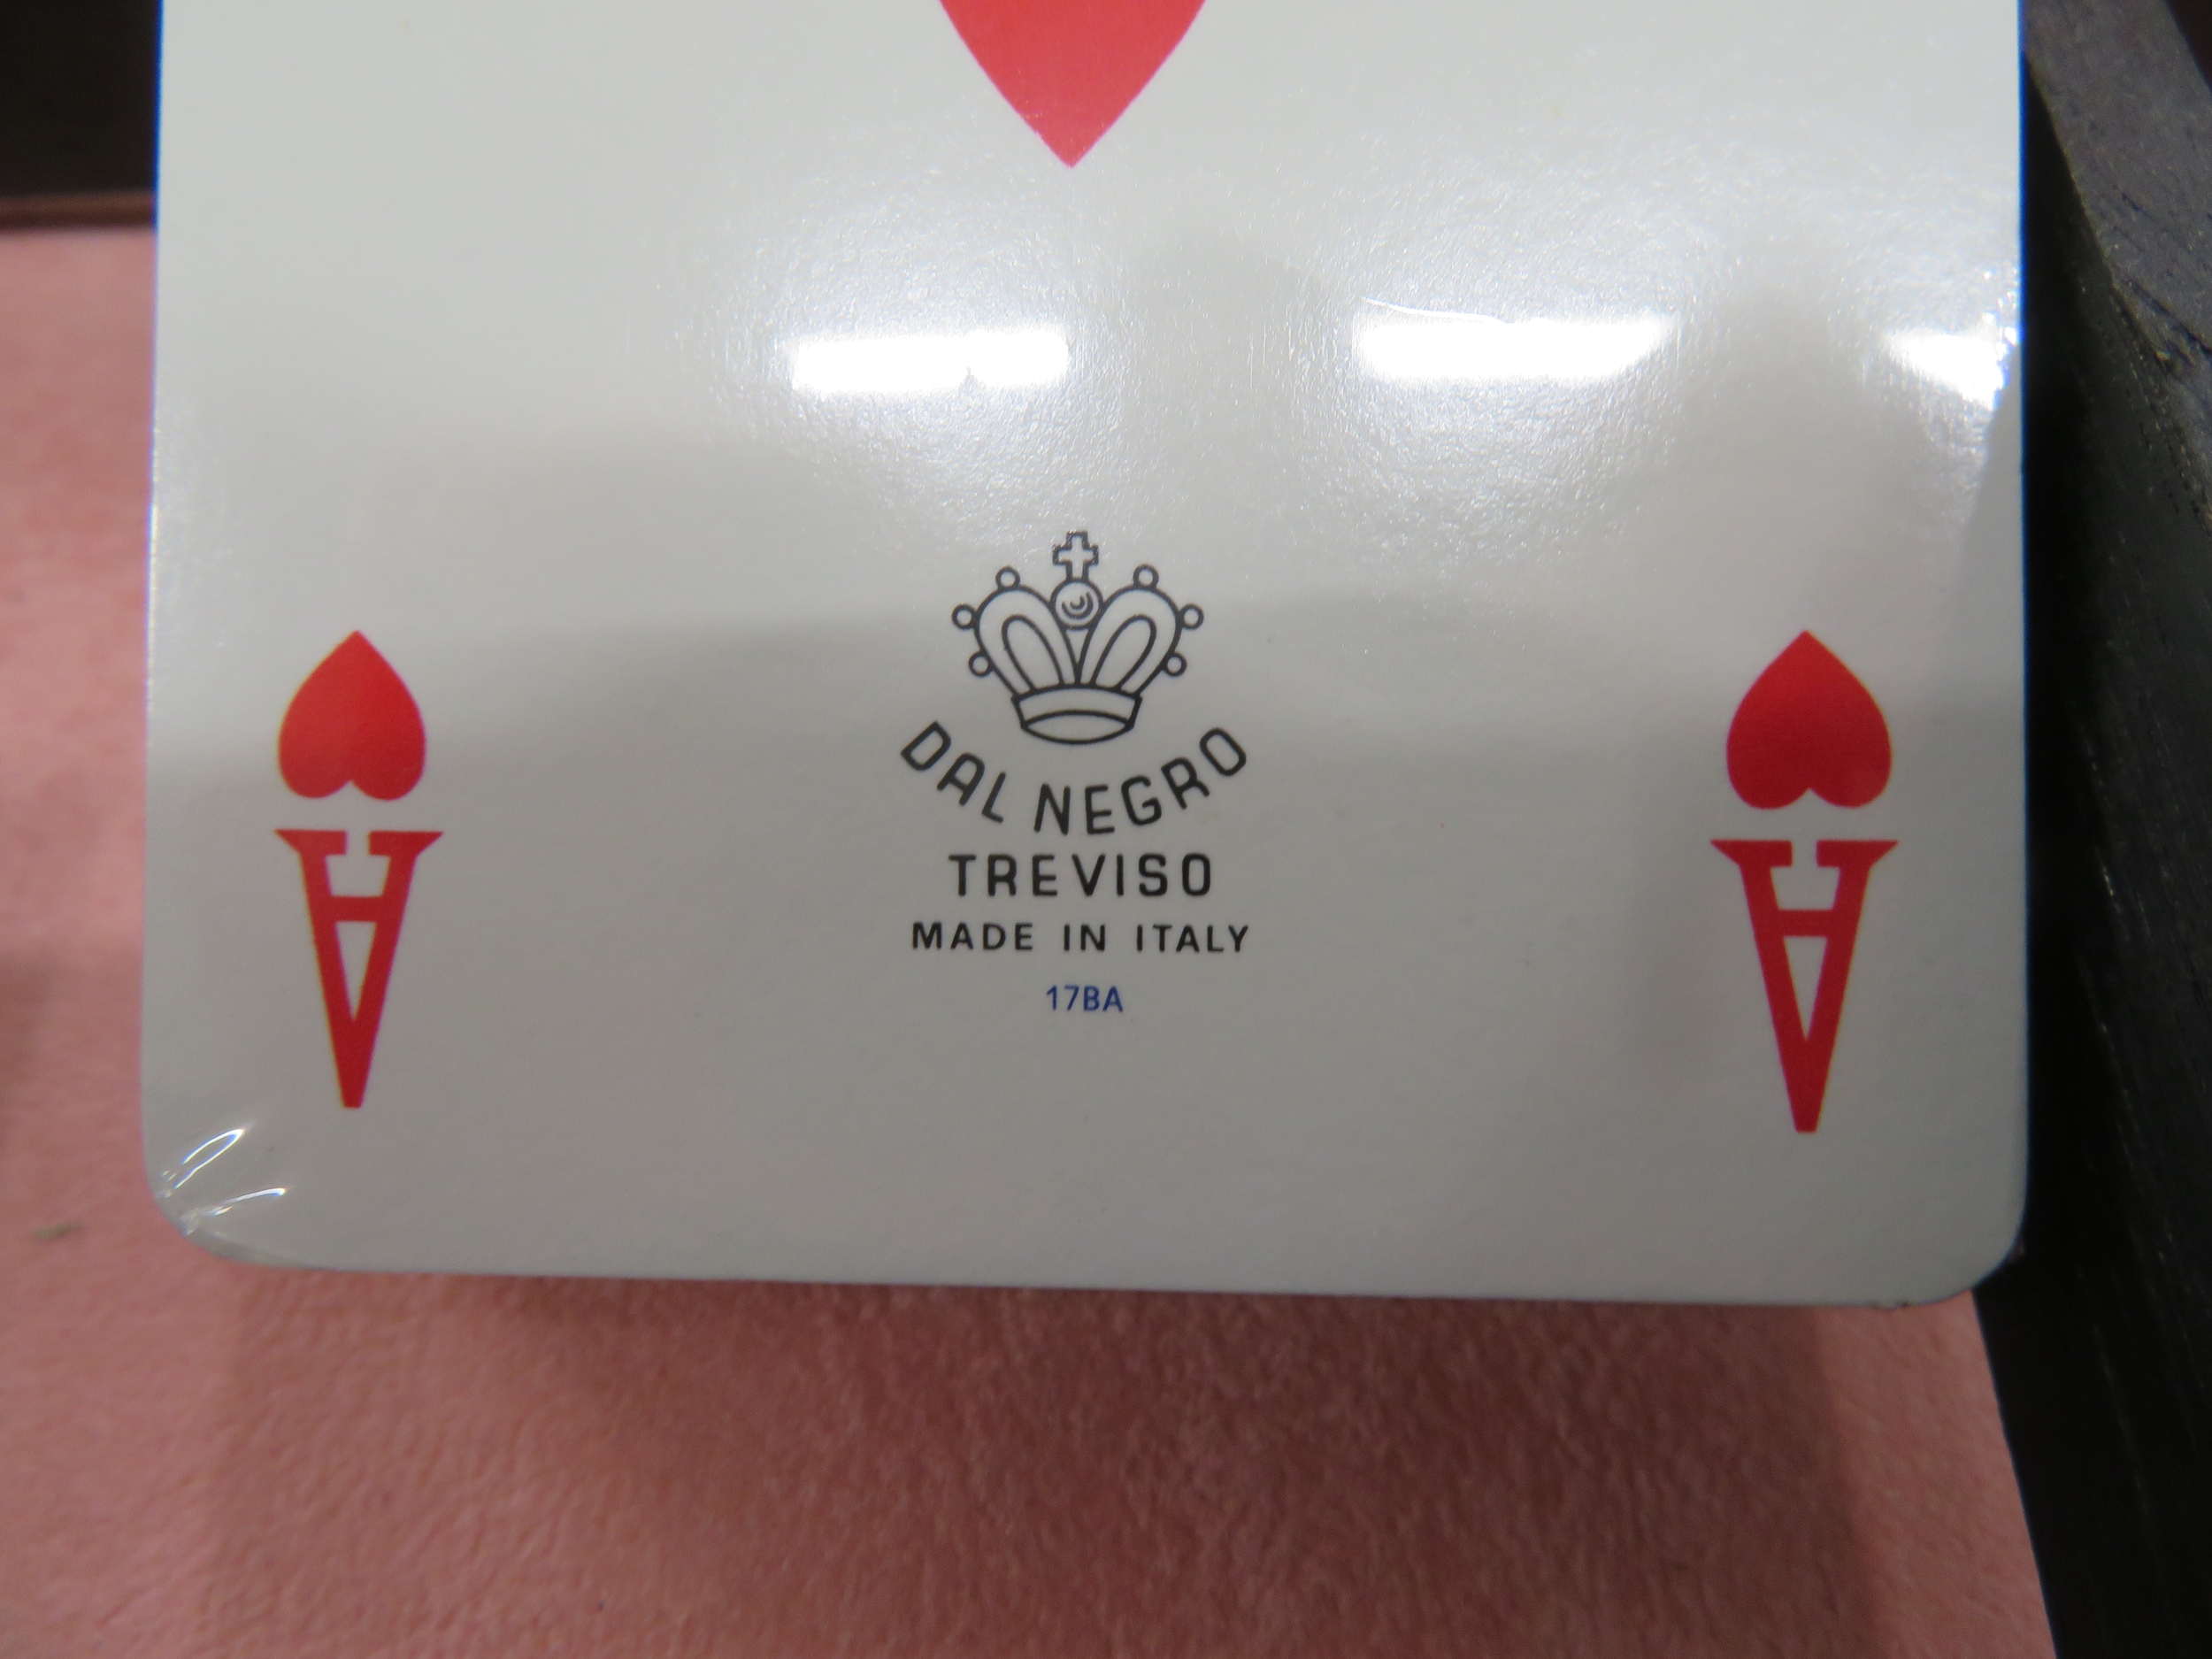 DAL NEGRO
TREVISO
MADE IN ITALY
17BA
A
A